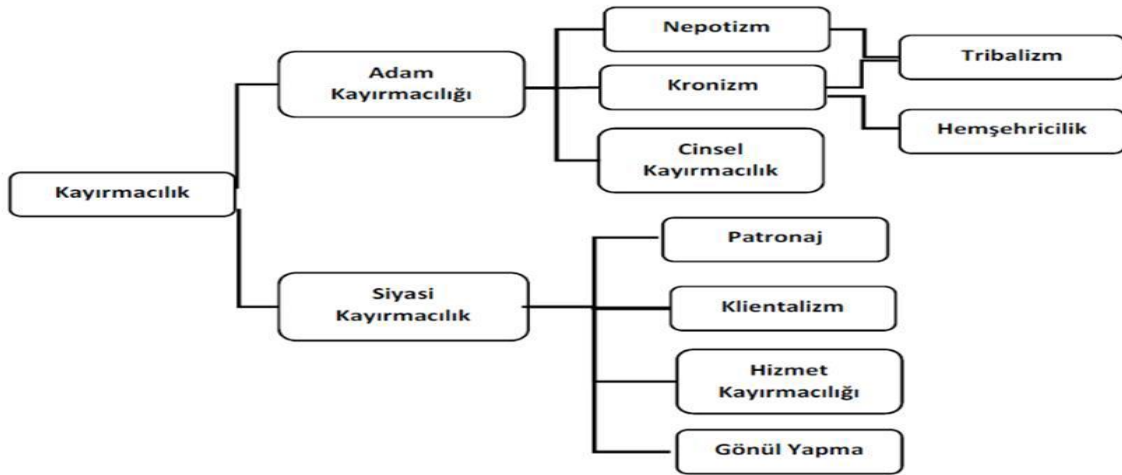 Kayırmacılık
Adam
Kayırmacılığı
Nepotizm
Kronizm
Cinsel
Kayırmacılık
Tribalizm
Hemşehricilik
Siyasi
Kayırmacılık
Patronaj
Klientalizm
Hizmet
Kayırmacılığı
Gönül Yapma